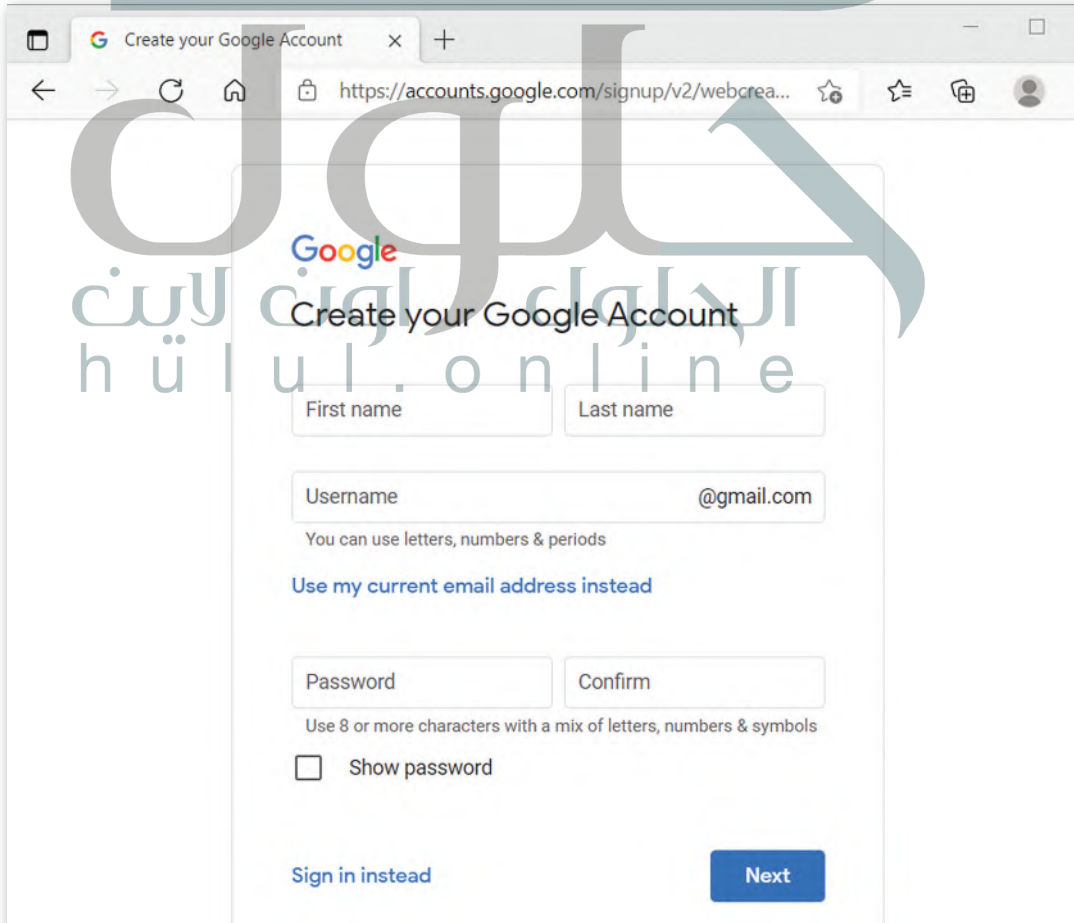 Create your Google Account
https://accounts.google.com/signup/v2/webcrea...
حلول
Google
الحلول اون لاين
Create your Google Account
hülul.online
First name Last name
Username @gmail.com
You can use letters, numbers & periods
Use my current email address instead
Password Confirm
Use 8 or more characters with a mix of letters, numbers & symbols
Show password
Sign in instead Next